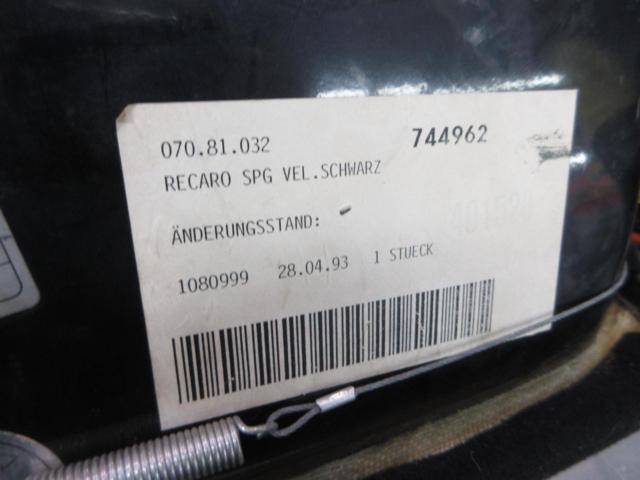 070.81.032 744962
RECARO SPG VEL.SCHWARZ
ÄNDERUNGSSTAND:
1080999 28.04.93 1 STUECK